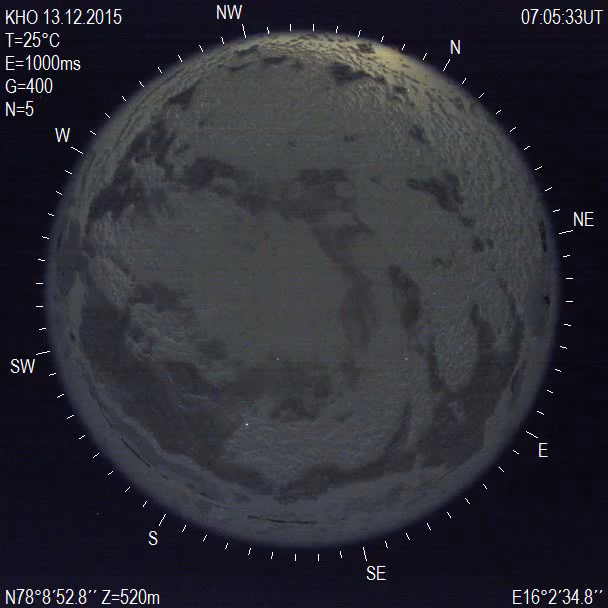 KHO 13.12.2015
07:05:33UT
T=25°C
E=1000ms
G=400
N=5
NW
N
W
NE
SW
E
S
SE
N78°8´52.8´´ Z=520m
E16°2´34.8´´